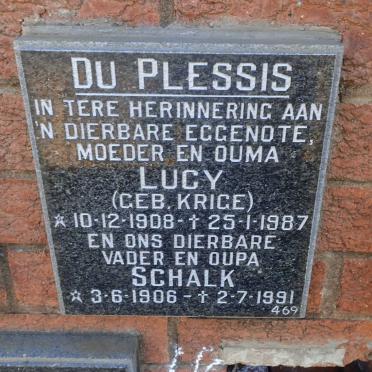 DU PLESSIS
IN TERE HERINNERING AAN
'N DIERBARE EGGENOTE,
MOEDER EN OUMA
LUCY
(GEB. KRIGE)
☆ 10-12-1908 - † 25-1-1987
EN ONS DIERBARE
VADER EN OUPA
SCHALK
☆ 3-6-1906 - † 2-7-1991
469